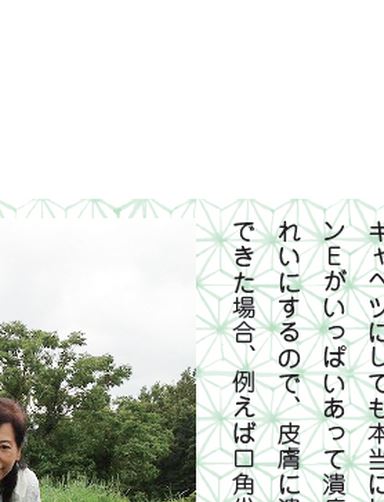 キャベツにしても本当に
ンEがいっぱいあって潰
れいにするので、皮膚に
できた場合、例えば口角